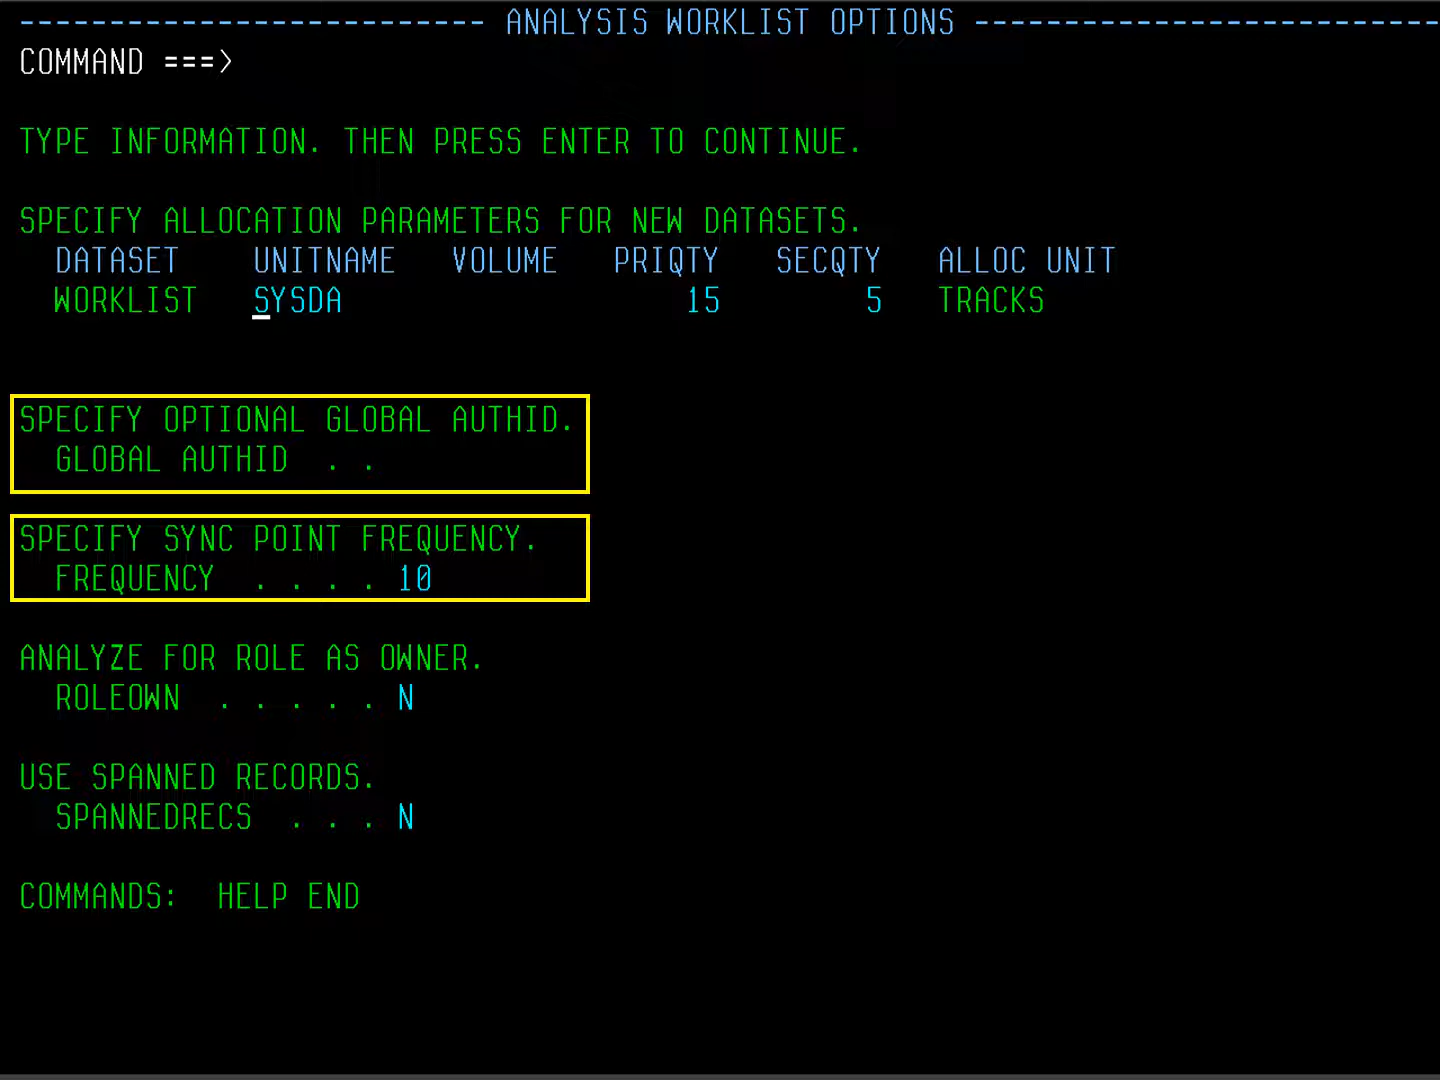 -------------------------- ANALYSIS WORKLIST OPTIONS --------------------------
COMMAND ===>
TYPE INFORMATION. THEN PRESS ENTER TO CONTINUE.
SPECIFY ALLOCATION PARAMETERS FOR NEW DATASETS.
DATASET UNITNAME VOLUME PRIQTY SECQTY ALLOC UNIT
WORKLIST SYSDA 15 5 TRACKS
SPECIFY OPTIONAL GLOBAL AUTHID.
GLOBAL AUTHID . .
SPECIFY SYNC POINT FREQUENCY.
FREQUENCY . . . . 10
ANALYZE FOR ROLE AS OWNER.
ROLEOWN . . . . . N
USE SPANNED RECORDS.
SPANNEDRECS . . . N
COMMANDS: HELP END